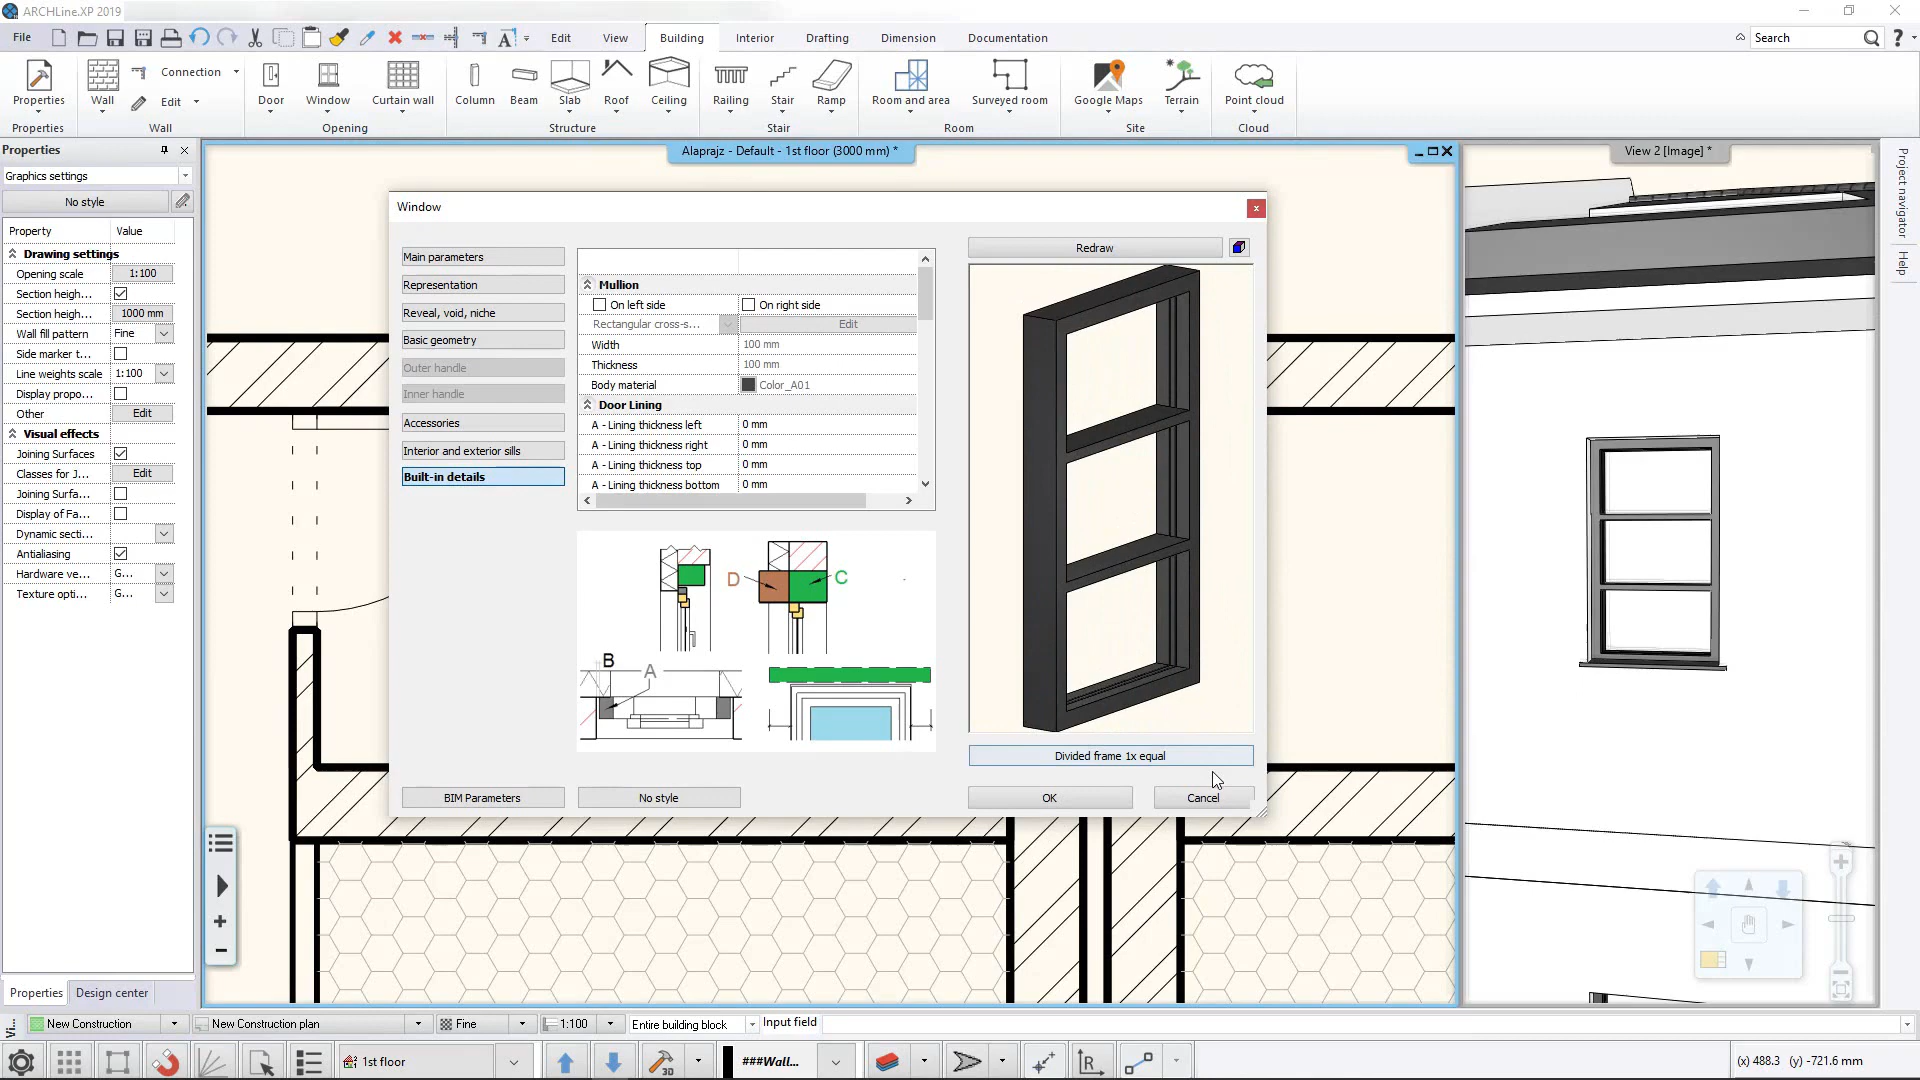 ARCHLine.XP 2019
File
Edit
View
Building
Interior
Drafting
Dimension
Documentation
Search
?
Properties
Wall
Connection
Edit
Door
Window
Curtain wall
Column
Beam
Slab
Roof
Ceiling
Railing
Stair
Ramp
Room and area
Surveyed room
Google Maps
Terrain
Point cloud
Properties
Wall
Opening
Structure
Stair
Room
Site
Cloud
Properties
Graphics settings
No style
Property Value
Drawing settings
Opening scale 1:100
Section heigh...
Section heigh... 1000 mm
Wall fill pattern Fine
Side marker t...
Line weights scale 1:100
Display propo...
Other Edit
Visual effects
Joining Surfaces
Classes for J... Edit
Joining Surfa...
Display of Fa...
Dynamic secti...
Antialiasing
Hardware ve... G...
Texture opti... G...
Properties Design center
Alaprajz - Default - 1st floor (3000 mm) *
View 2 [Image] *
Project navigator
Help
Window
Main parameters
Representation
Reveal, void, niche
Basic geometry
Outer handle
Inner handle
Accessories
Interior and exterior sills
Built-in details
Mullion
On left side On right side
Rectangular cross-s... Edit
Width 100 mm
Thickness 100 mm
Body material Color_A01
Door Lining
A - Lining thickness left 0 mm
A - Lining thickness right 0 mm
A - Lining thickness top 0 mm
A - Lining thickness bottom 0 mm
D
C
B
A
Redraw
Divided frame 1x equal
BIM Parameters
No style
OK
Cancel
Vi...
New Construction
New Construction plan
Fine
1:100
Entire building block
Input field
1st floor
3D
###Wall...
R
(x) 488.3 (y) -721.6 mm